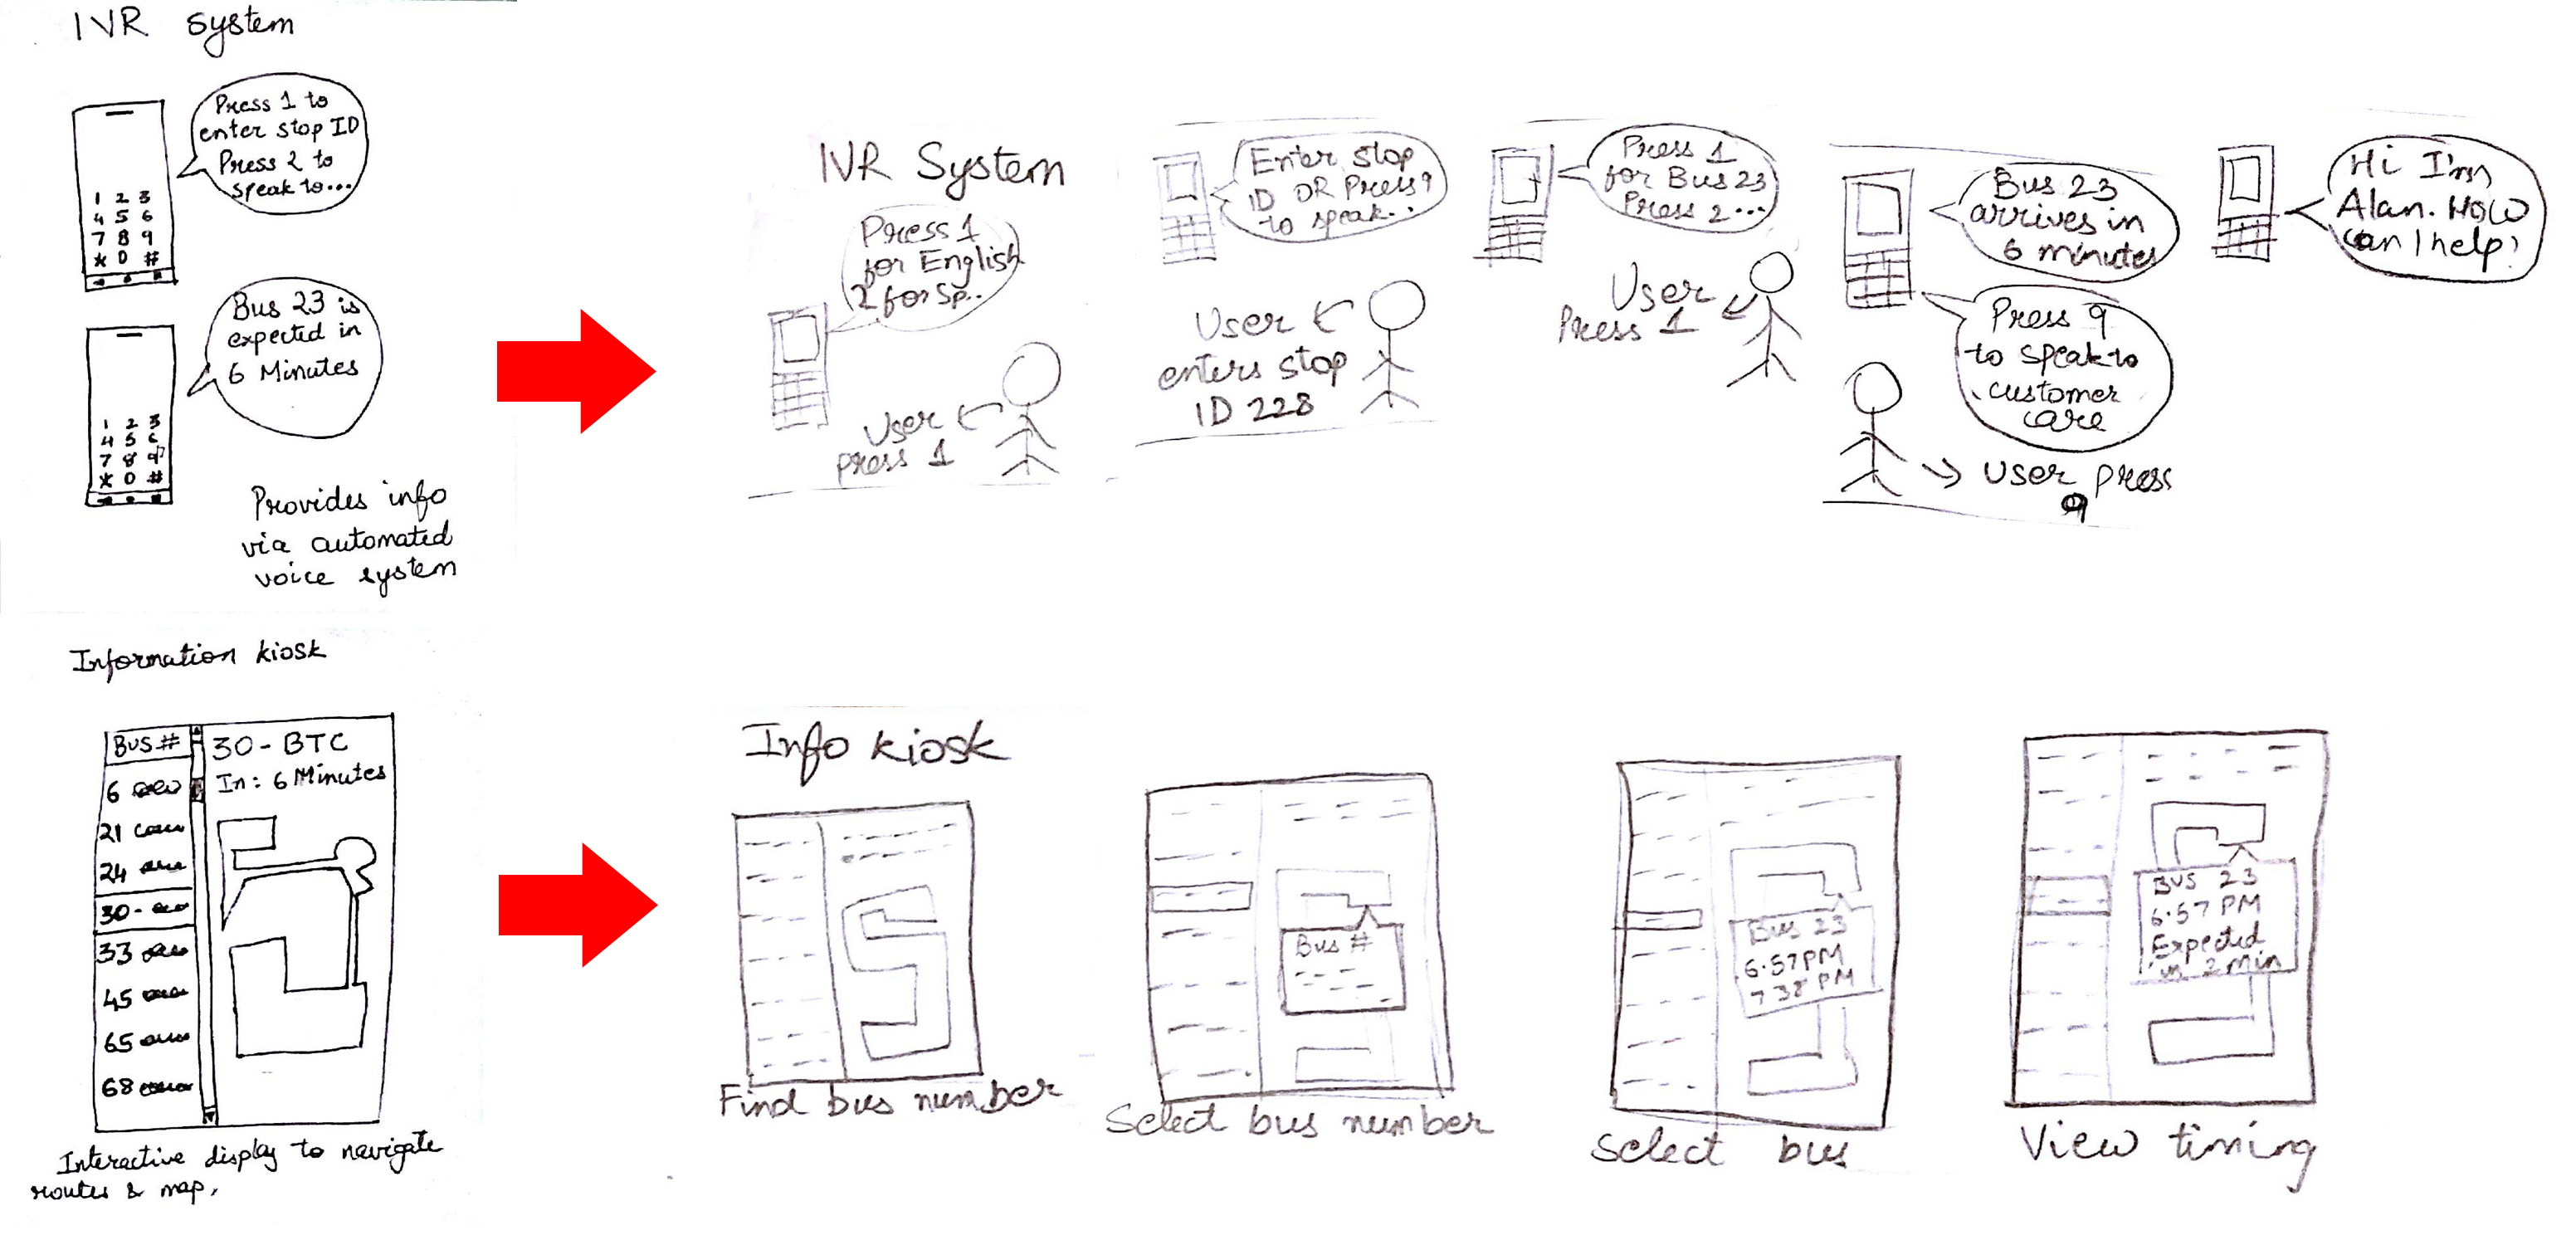 IVR System
Press 1 to
enter stop ID
Press 2 to
speak to...
1 2 3
4 5 6
7 8 9
* 0 #
Bus 23 is
expected in
6 Minutes
1 2 3
4 5 6
7 8 9
* 0 #
Provides info
via automated
voice system
IVR System
Press 1
for English
2 for Sp..
User
press 1
Enter stop
ID OR Press 9
to speak..
User
enters stop
ID 228
Press 1
for Bus 23
Press 2...
User
Press 1
Bus 23
arrives in
6 minutes
Press 9
to speak to
customer
care
User press
9
Hi I'm
Alan. How
can I help?
Information kiosk
Bus #
6
21
24
30-
33
45
65
68
30-BTC
In: 6 Minutes
Interactive display to navigate
routes & map.
Info kiosk
Find bus number
Bus #
Select bus number
Bus 23
6.57PM
7 38 PM
Select bus
Bus 23
6.57 PM
Expected
in 2 min
View timing